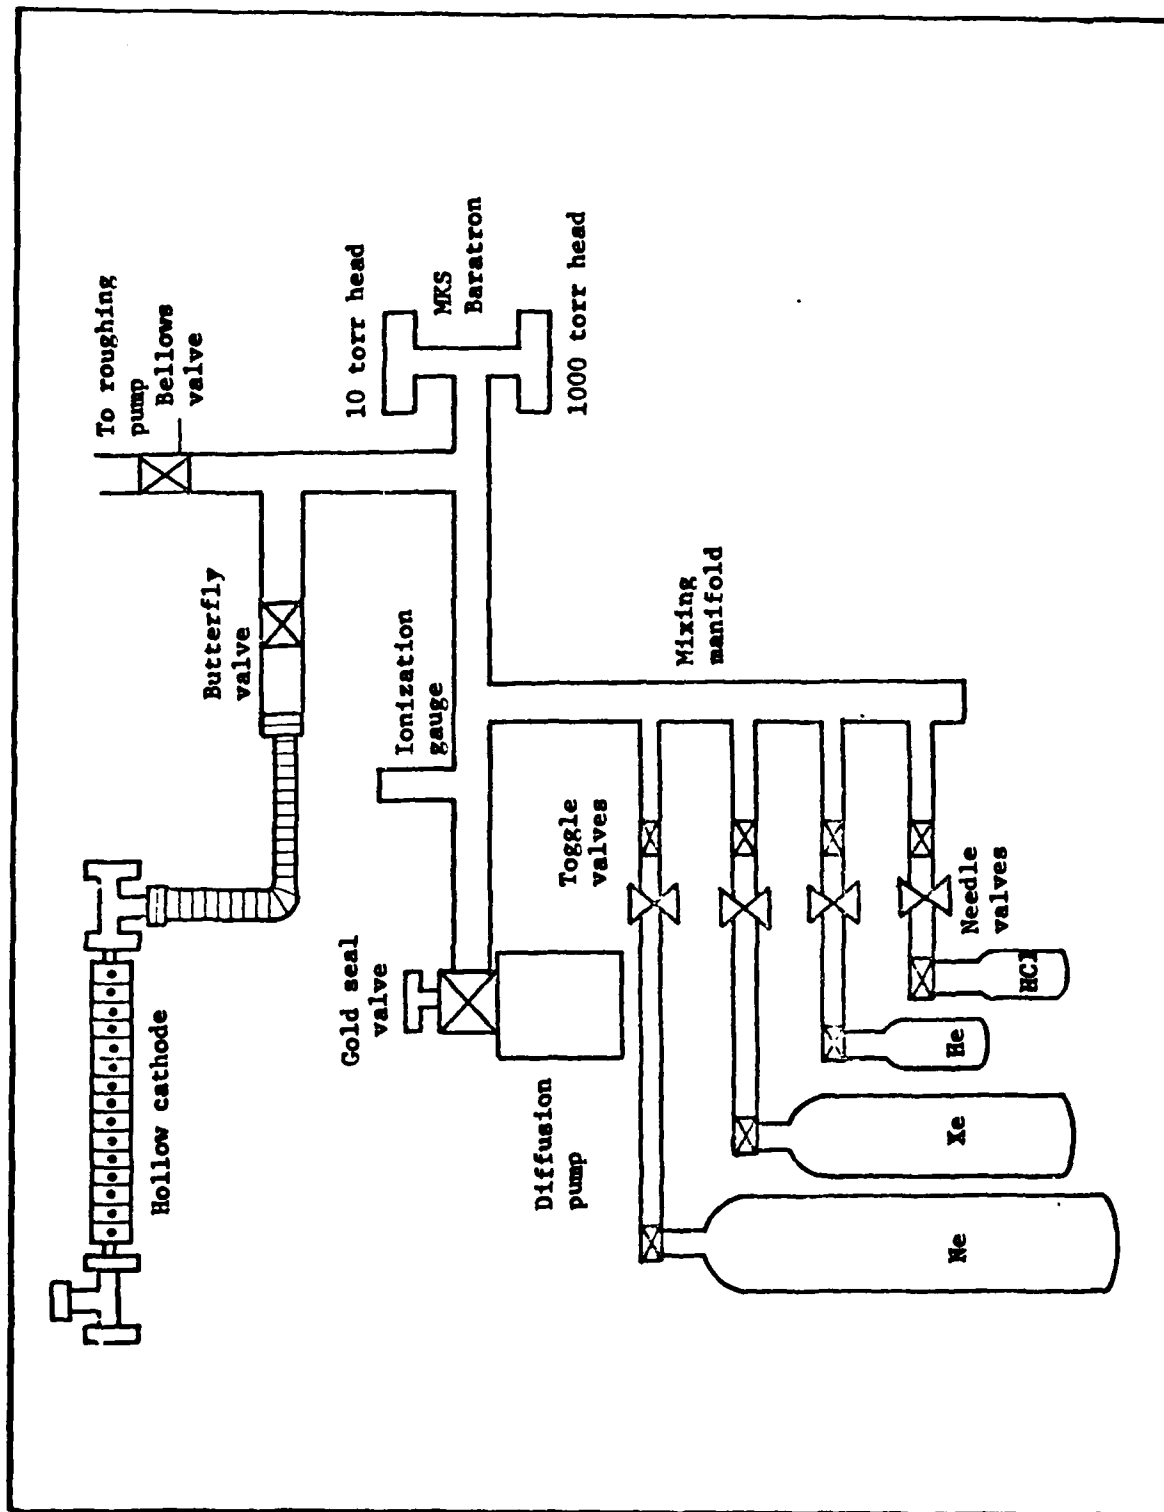 To roughing
pump
Bellows
valve
10 torr head
MKS
Baratron
1000 torr head
Butterfly
valve
Ionization
gauge
Mixing
manifold
Hollow cathode
Gold seal
valve
Toggle
valves
Needle
valves
Diffusion
pump
Ne
Xe
He
HCl